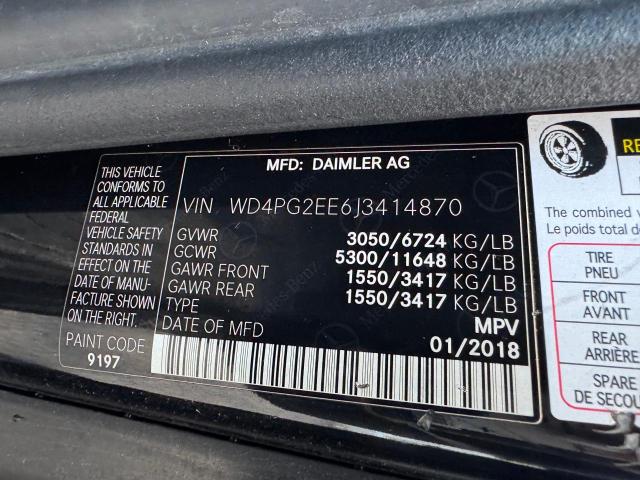 MFD: DAIMLER AG
THIS VEHICLE
CONFORMS TO
ALL APPLICABLE
FEDERAL
VEHICLE SAFETY
STANDARDS IN
EFFECT ON THE
DATE OF MANU-
FACTURE SHOWN
ON THE RIGHT.
PAINT CODE
9197
VIN WD4PG2EE6J3414870
GVWR 3050/6724 KG/LB
GCWR 5300/11648 KG/LB
GAWR FRONT 1550/3417 KG/LB
GAWR REAR 1550/3417 KG/LB
TYPE MPV
DATE OF MFD 01/2018
The combined
Le poids total de
TIRE
PNEU
FRONT
AVANT
REAR
ARRIÈRE
SPARE
DE SECOU